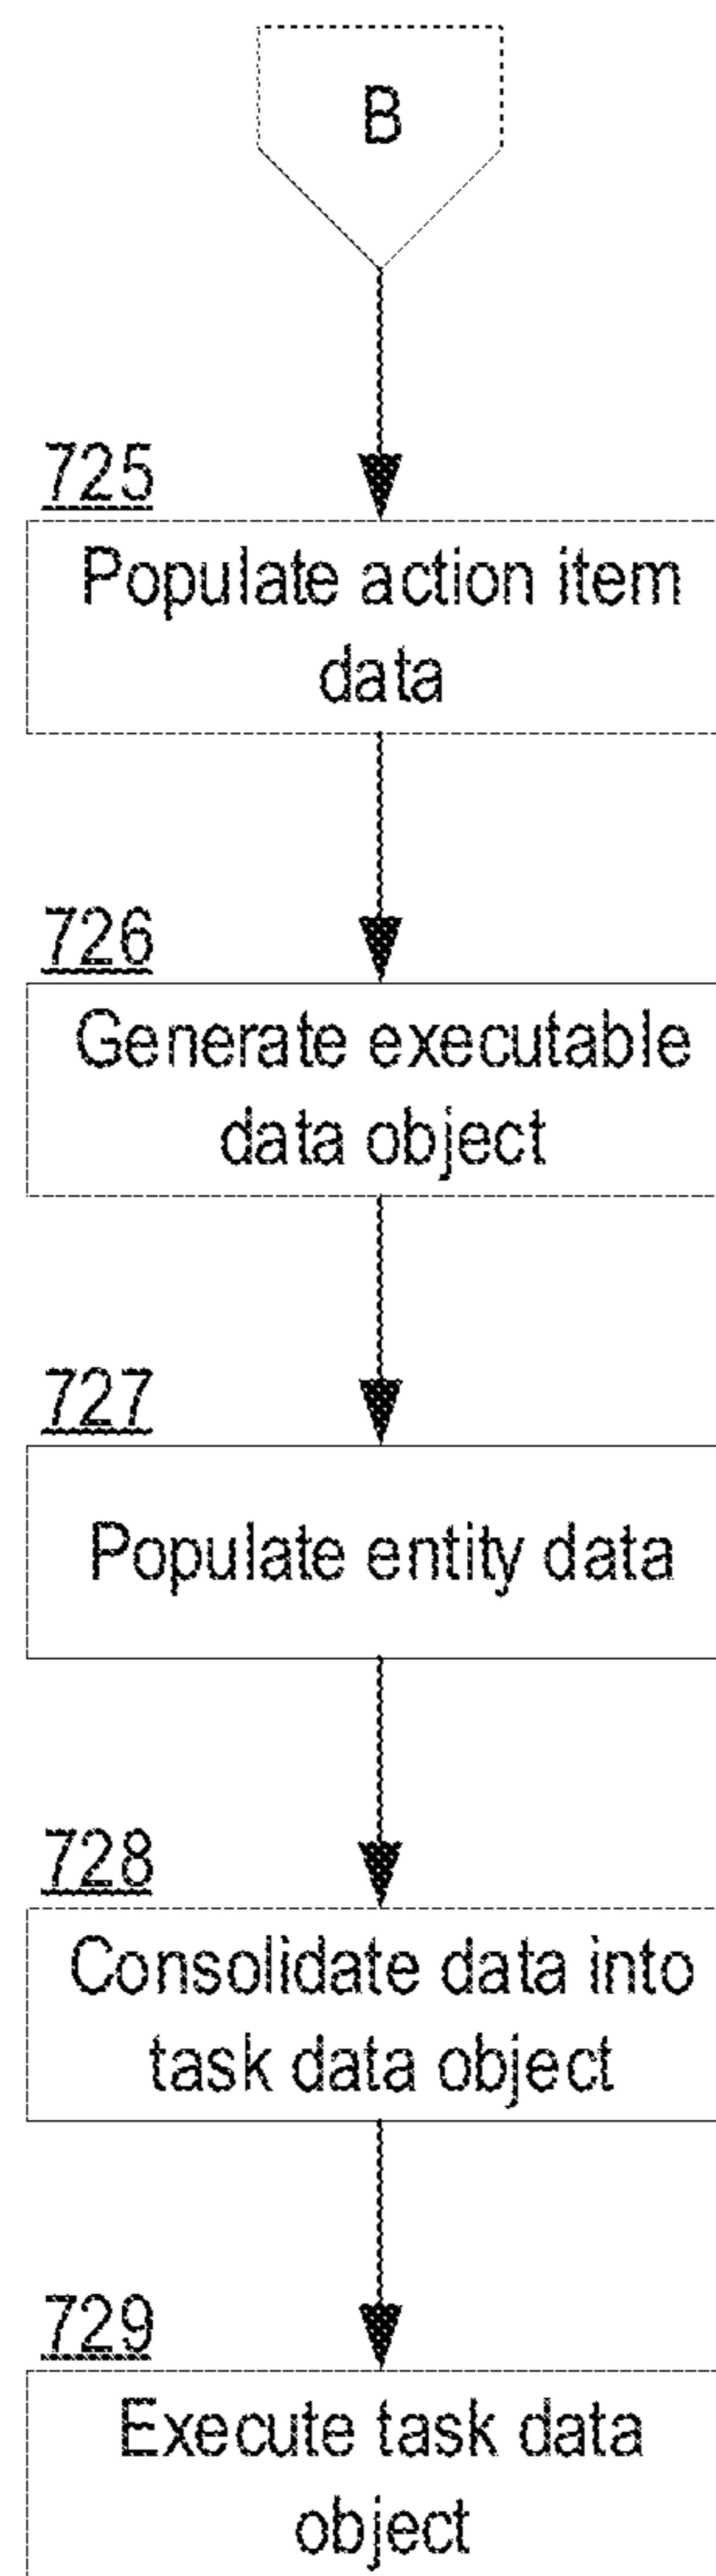 B
725
Populate action item
data
726
Generate executable
data object
727
Populate entity data
728
Consolidate data into
task data object
729
Execute task data
object